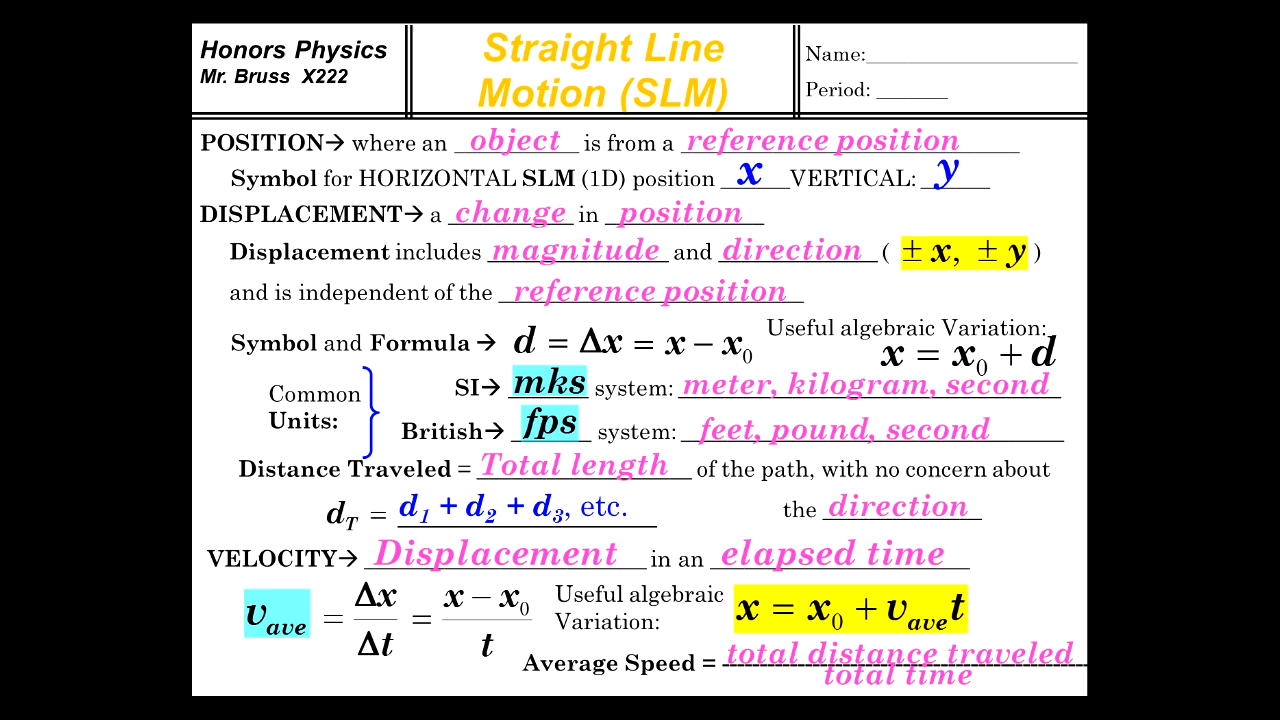 Honors Physics
Mr. Bruss X222
Straight Line
Motion (SLM)
Name:____________________
Period: _______
POSITION→ where an object is from a reference position
Symbol for HORIZONTAL SLM (1D) position x VERTICAL: y
DISPLACEMENT→ a change in position
Displacement includes magnitude and direction ( ± x, ± y )
and is independent of the reference position
Symbol and Formula → d = Δx = x − x₀
Useful algebraic Variation:
x = x₀ + d
Common
Units:
SI→ mks system: meter, kilogram, second
British→ fps system: feet, pound, second
Distance Traveled = Total length of the path, with no concern about
the direction
d_T = d₁ + d₂ + d₃, etc.
VELOCITY→ Displacement in an elapsed time
v_ave = Δx/Δt = (x − x₀)/t
Useful algebraic
Variation:
x = x₀ + v_ave t
Average Speed = total distance traveled
total time